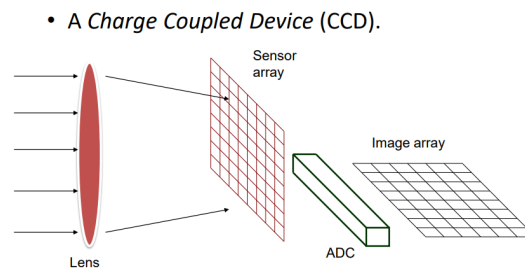 • A Charge Coupled Device (CCD).
Sensor
array
Image array
ADC
Lens